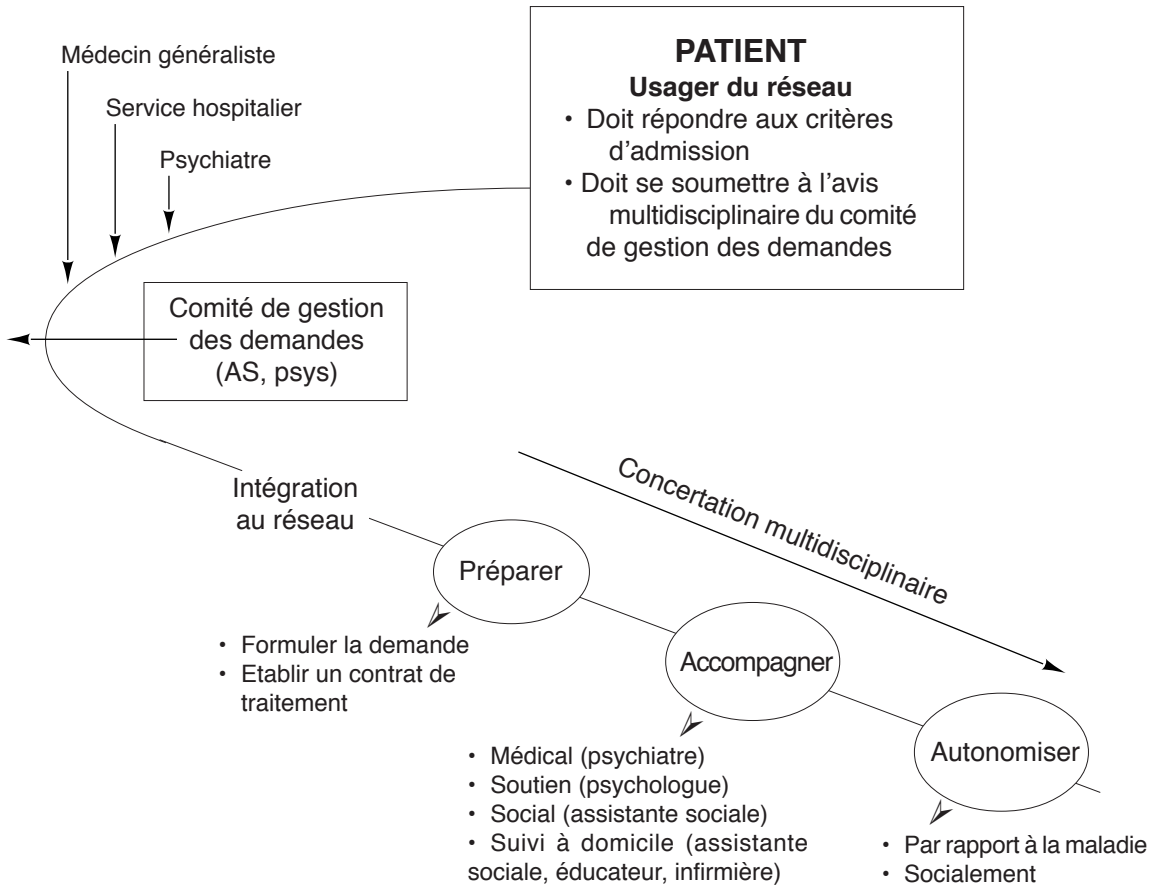 Médecin généraliste
Service hospitalier
Psychiatre
PATIENT
Usager du réseau
• Doit répondre aux critères
d'admission
• Doit se soumettre à l'avis
multidisciplinaire du comité
de gestion des demandes
Comité de gestion
des demandes
(AS, psys)
Intégration
au réseau
Concertation multidisciplinaire
Préparer
• Formuler la demande
• Etablir un contrat de
traitement
Accompagner
• Médical (psychiatre)
• Soutien (psychologue)
• Social (assistante sociale)
• Suivi à domicile (assistante
sociale, éducateur, infirmière)
Autonomiser
• Par rapport à la maladie
• Socialement